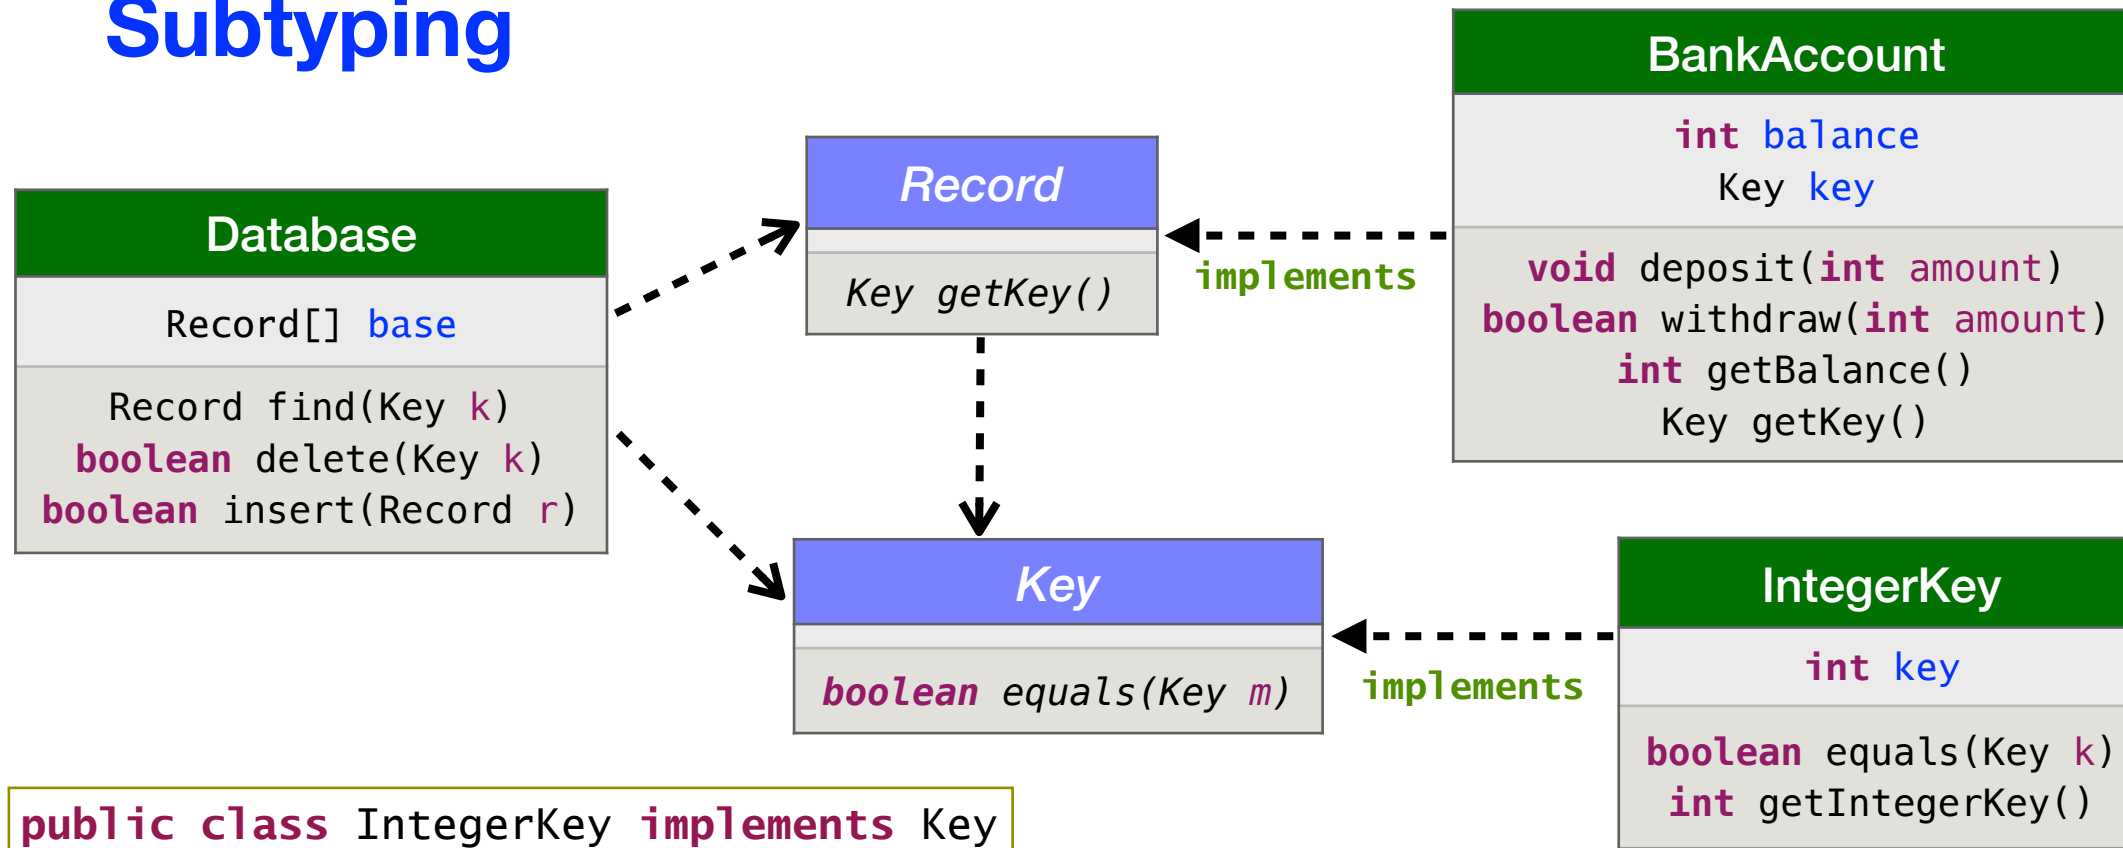 Subtyping
Database
Record[] base
Record find(Key k)
boolean delete(Key k)
boolean insert(Record r)
Record
Key getKey()
implements
BankAccount
int balance
Key key
void deposit(int amount)
boolean withdraw(int amount)
int getBalance()
Key getKey()
Key
boolean equals(Key m)
implements
IntegerKey
int key
boolean equals(Key k)
int getIntegerKey()
public class IntegerKey implements Key